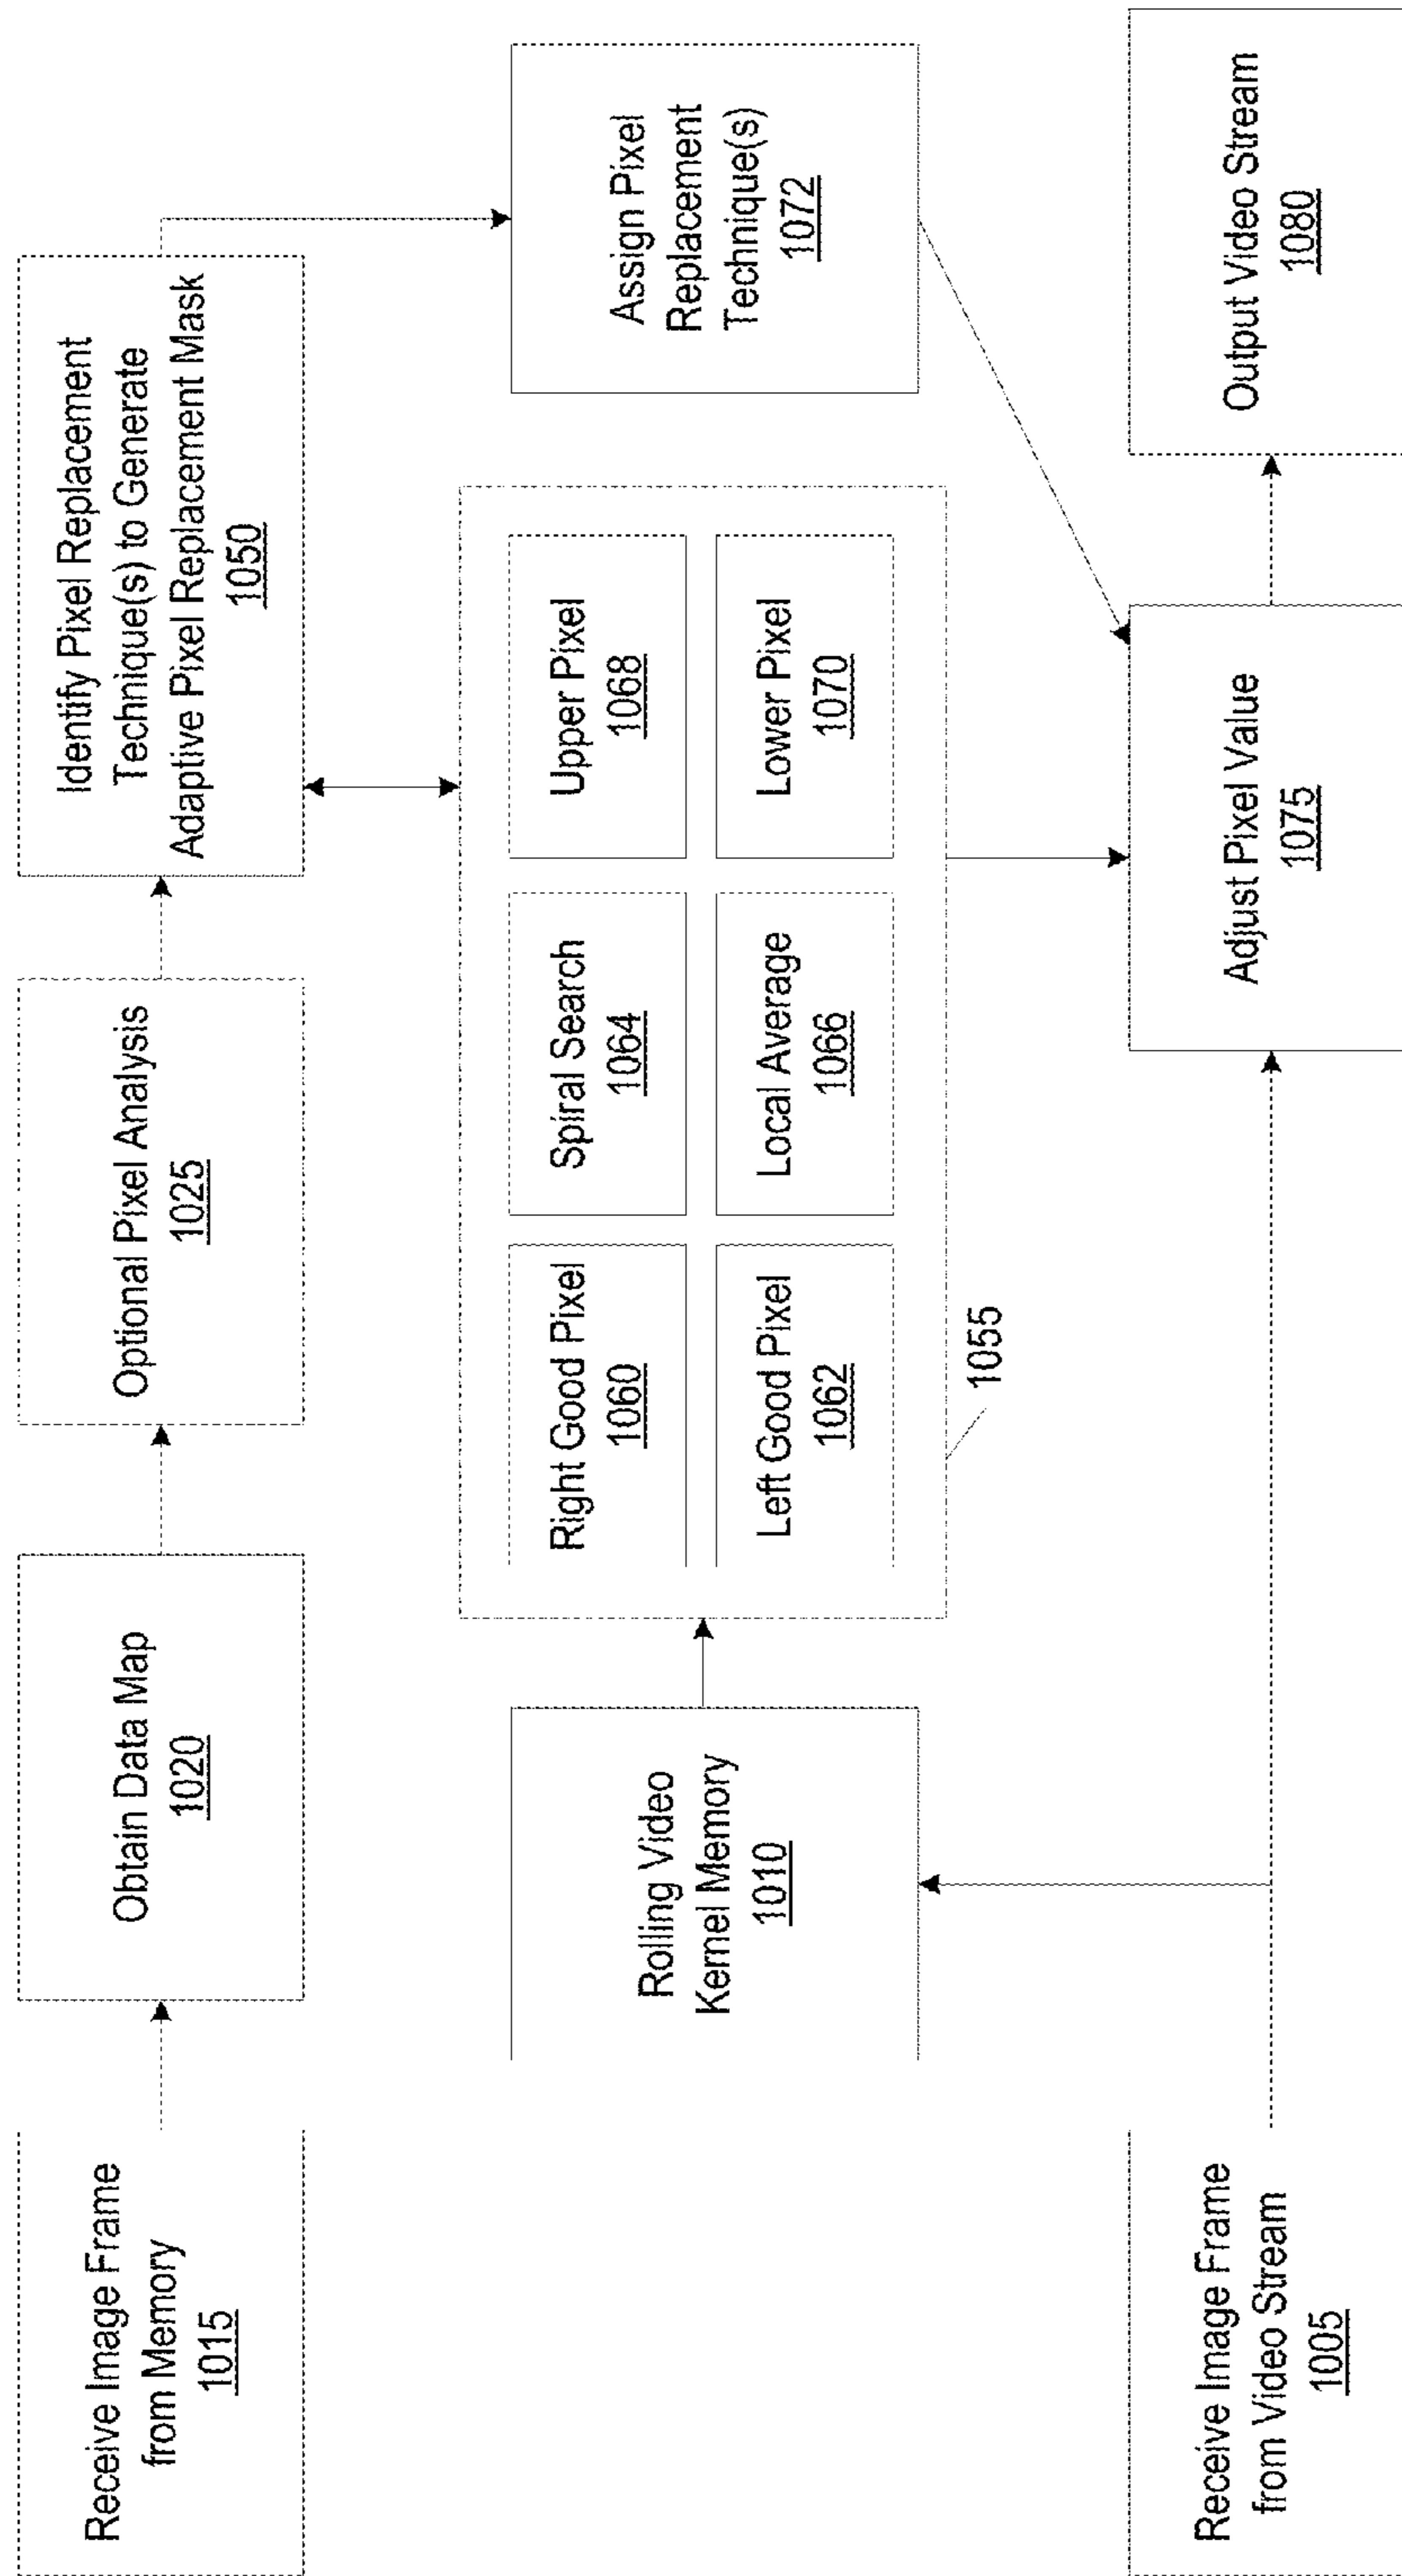 Receive Image Frame
from Memory
1015
Obtain Data Map
1020
Optional Pixel Analysis
1025
Identify Pixel Replacement
Technique(s) to Generate
Adaptive Pixel Replacement Mask
1050
Rolling Video
Kernel Memory
1010
Right Good Pixel
1060
Spiral Search
1064
Upper Pixel
1068
Left Good Pixel
1062
Local Average
1066
Lower Pixel
1070
1055
Assign Pixel
Replacement
Technique(s)
1072
Receive Image Frame
from Video Stream
1005
Adjust Pixel Value
1075
Output Video Stream
1080